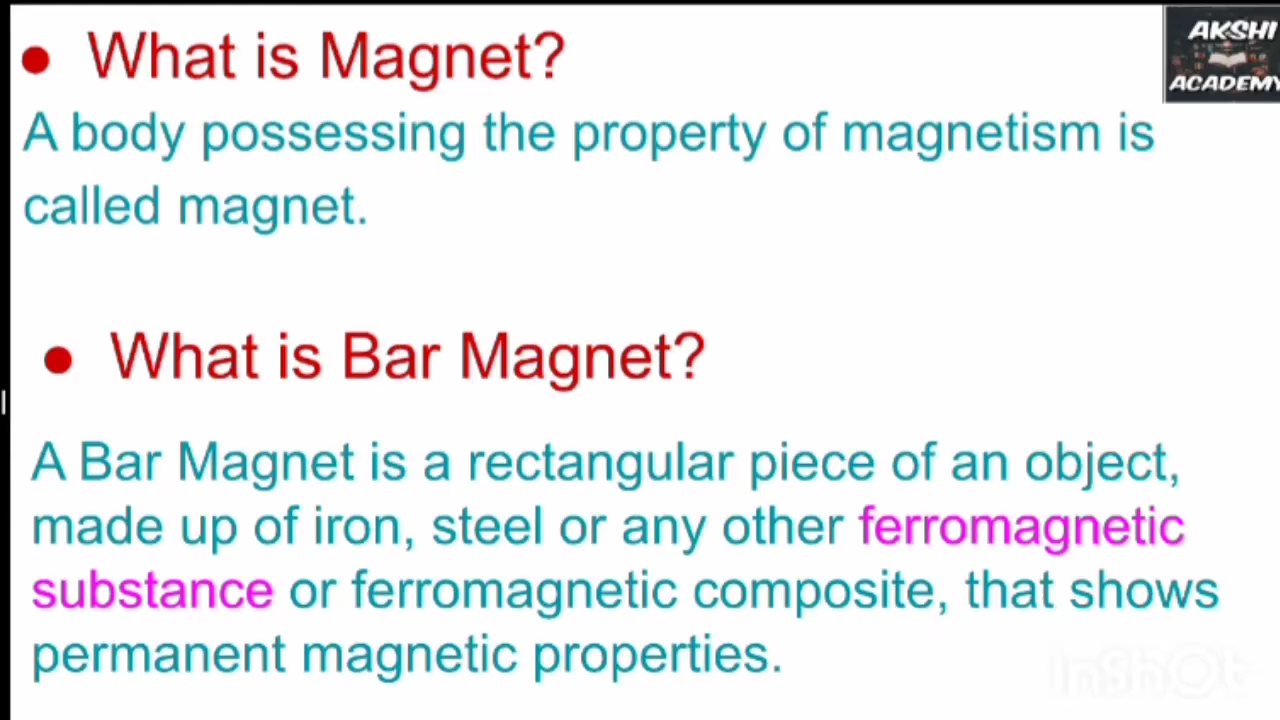 ● What is Magnet?
AKSHI
ACADEMY
A body possessing the property of magnetism is
called magnet.
● What is Bar Magnet?
A Bar Magnet is a rectangular piece of an object,
made up of iron, steel or any other ferromagnetic
substance or ferromagnetic composite, that shows
permanent magnetic properties.
InShOt